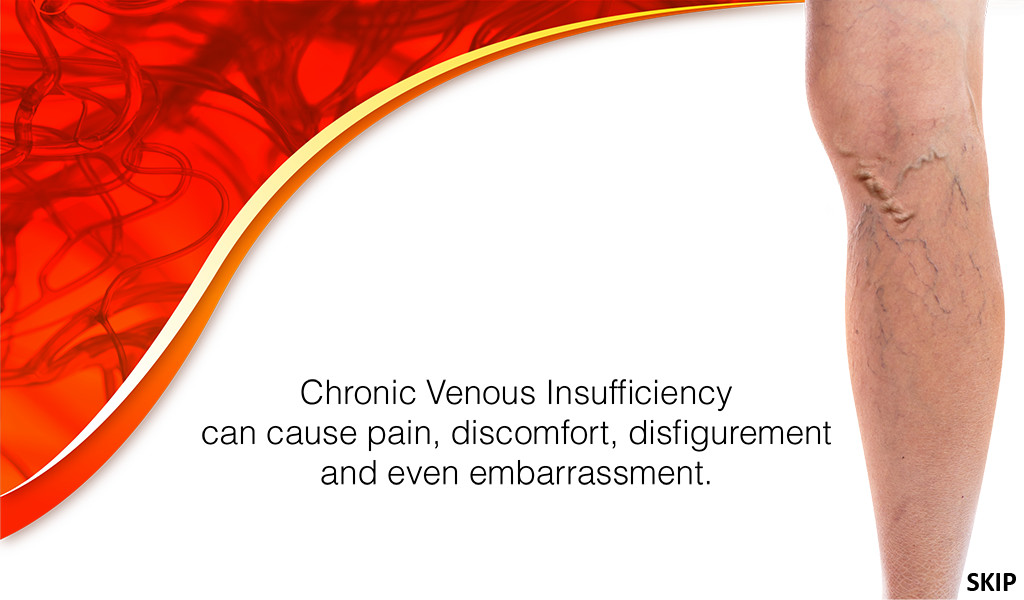 Chronic Venous Insufficiency
can cause pain, discomfort, disfigurement
and even embarrassment.
SKIP